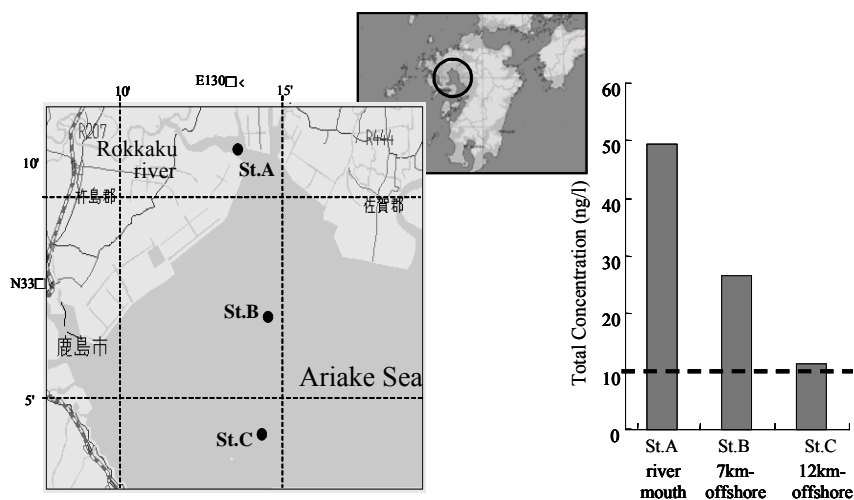 E130□<
10'
15'
R207
R444
10'
Rokkaku
river
St.A
杵島郡
佐賀郡
N33□
St.B
鹿島市
Ariake Sea
5'
St.C
Total Concentration (ng/l)
60
50
40
30
20
10
0
St.A
St.B
St.C
river
mouth
7km-
offshore
12km-
offshore